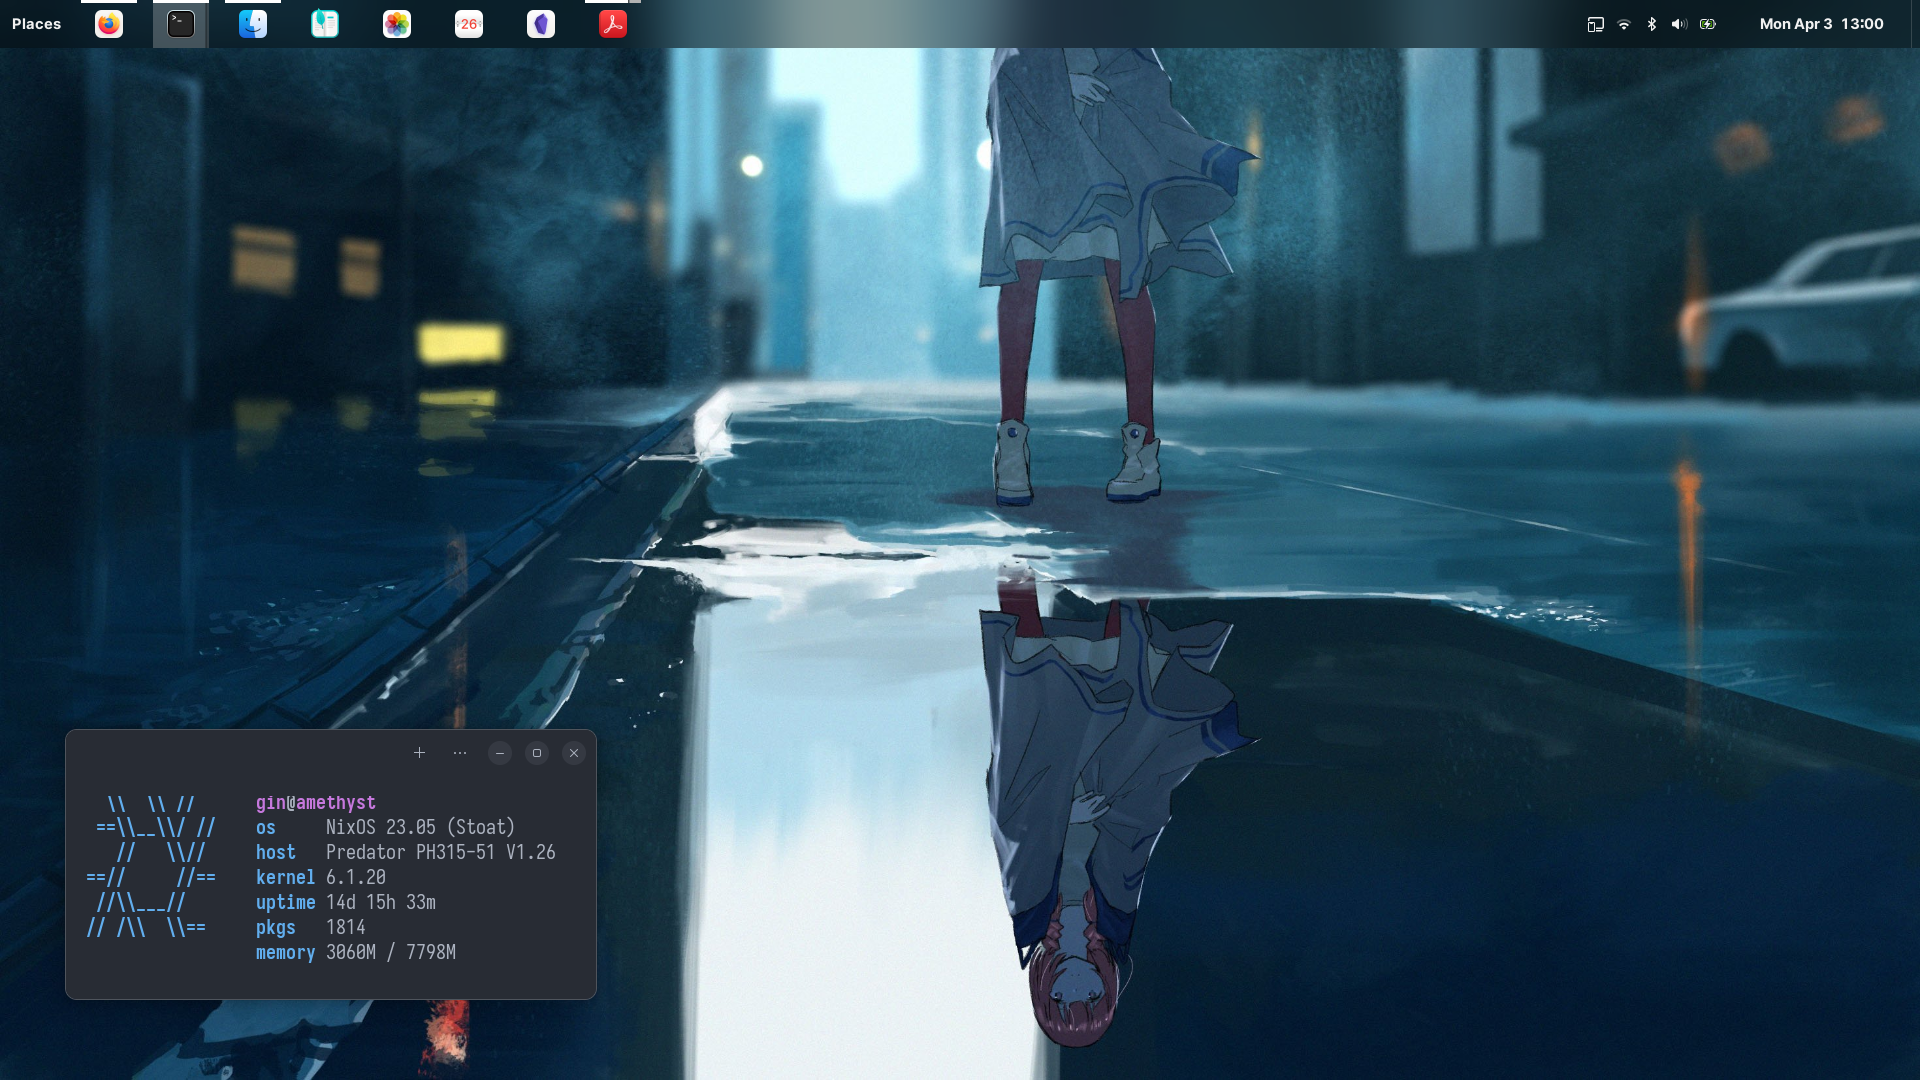 Places
>_
26
Mon Apr 3 13:00
gin@amethyst
os NixOS 23.05 (Stoat)
host Predator PH315-51 V1.26
kernel 6.1.20
uptime 14d 15h 33m
pkgs 1814
memory 3060M / 7798M